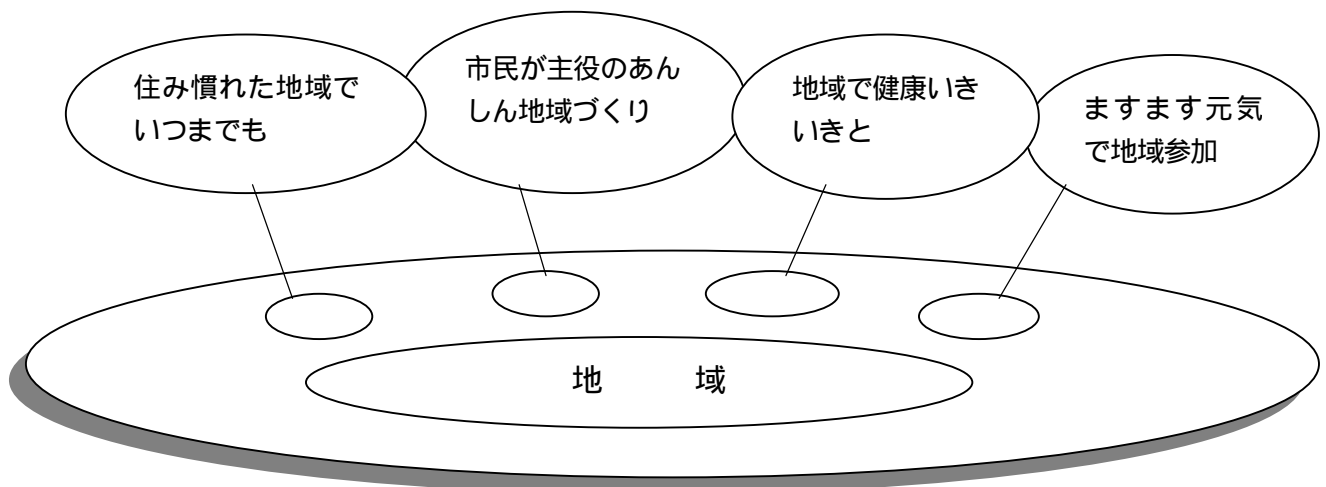 住み慣れた地域で
いつまでも
市民が主役のあん
しん地域づくり
地域で健康いき
いきと
ますます元気
で地域参加
地　　域